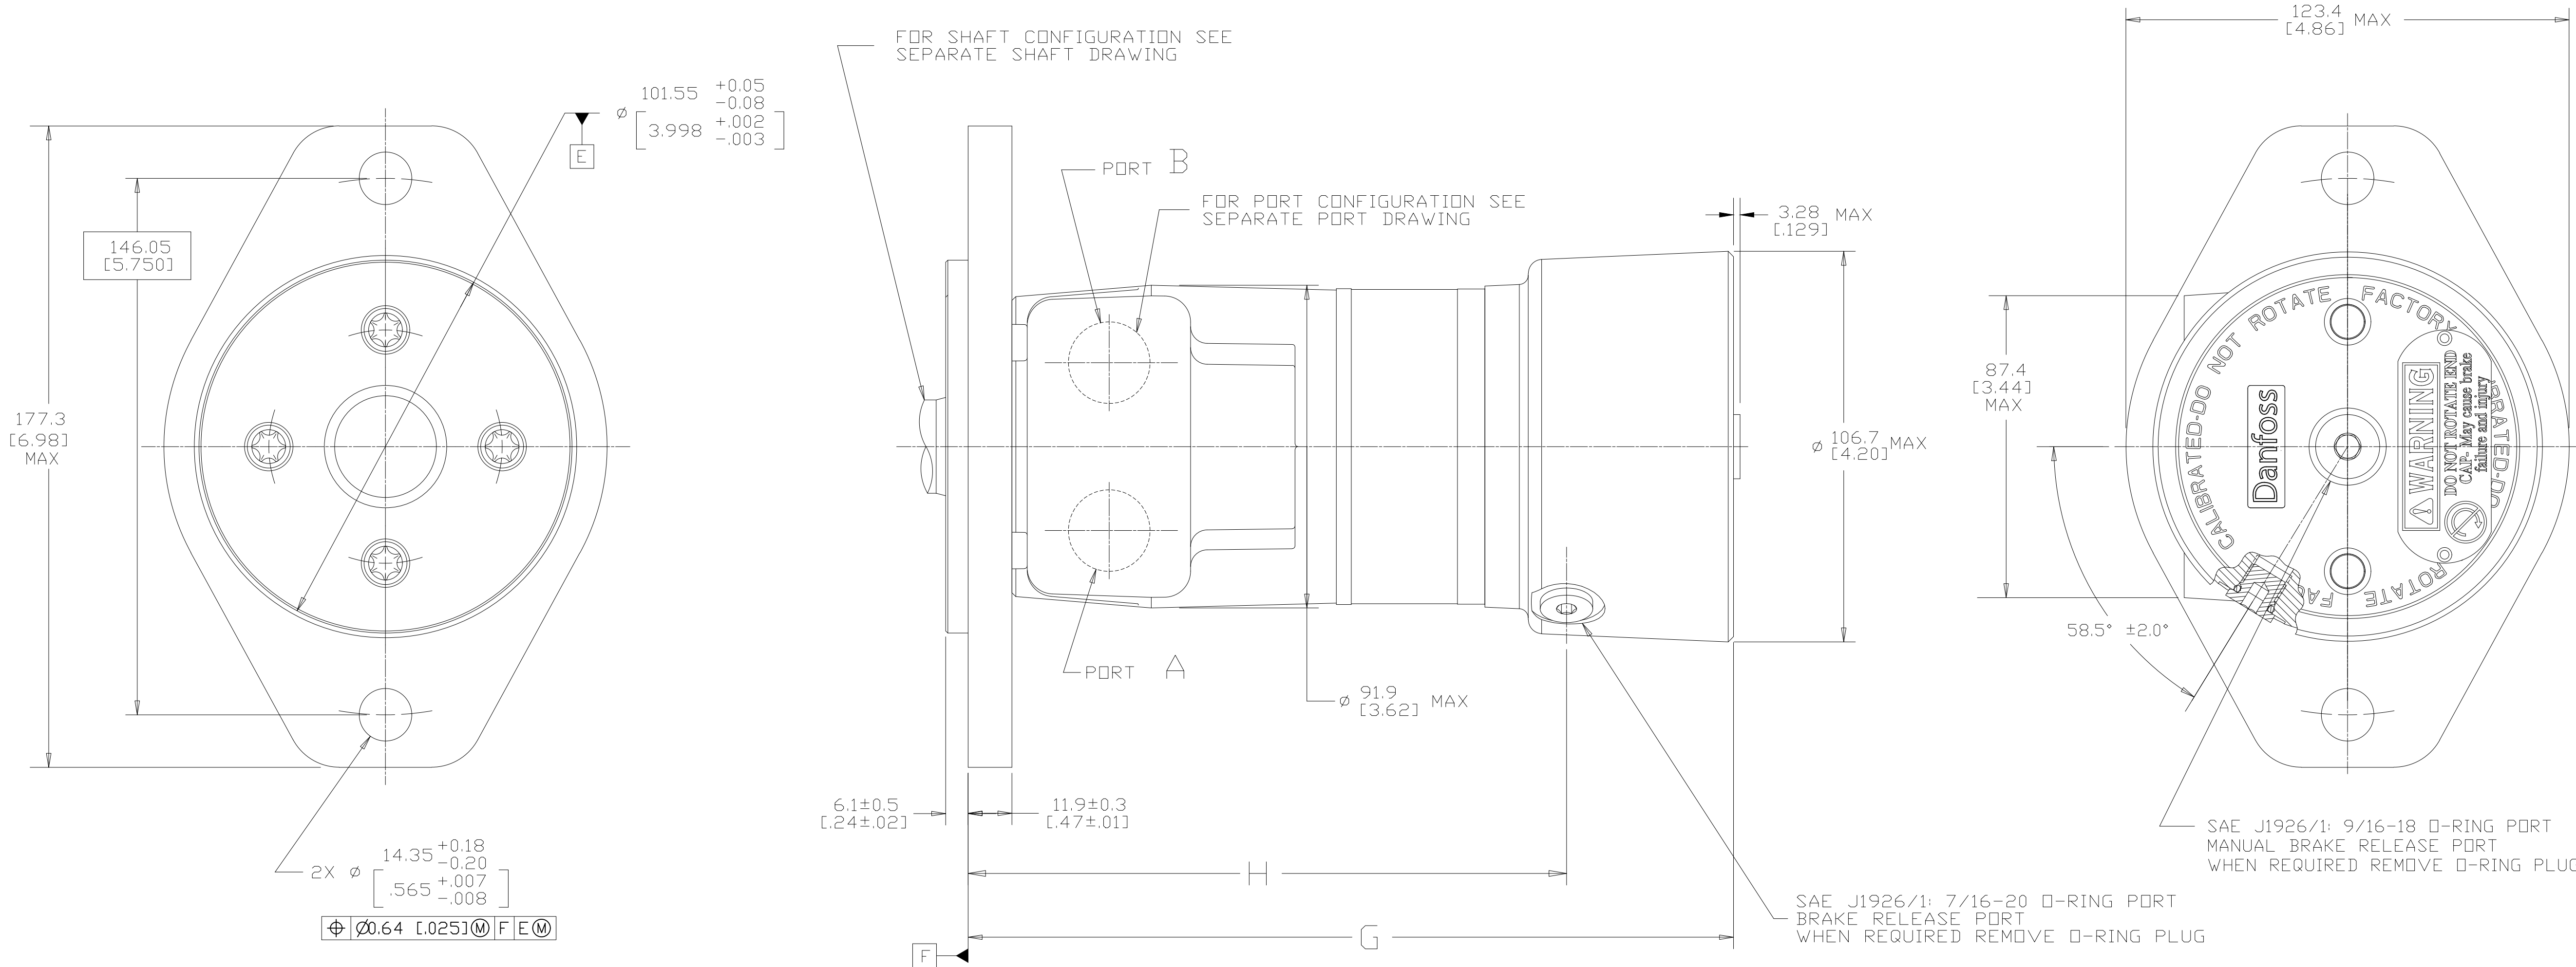 177.3
[6.98]
MAX
146.05
[5.750]
Ø 101.55 +0.05 -0.08
[3.998 +.002 -.003]
E
2X Ø 14.35 +0.18 -0.20
[.565 +.007 -.008]
⌖ Ø0.64 [.025]Ⓜ F EⓂ
FOR SHAFT CONFIGURATION SEE
SEPARATE SHAFT DRAWING
PORT B
FOR PORT CONFIGURATION SEE
SEPARATE PORT DRAWING
3.28 MAX
[.129]
Ø 106.7 MAX
[4.20]
PORT A
Ø 91.9 MAX
[3.62]
6.1±0.5
[.24±.02]
11.9±0.3
[.47±.01]
H
G
F
SAE J1926/1: 7/16-20 O-RING PORT
BRAKE RELEASE PORT
WHEN REQUIRED REMOVE O-RING PLUG
123.4 MAX
[4.86]
87.4
[3.44]
MAX
58.5° ±2.0°
CALIBRATED-DO NOT ROTATE FACTORY
BRATED-DO
ROTATE FAC
Danfoss
WARNING
DO NOT ROTATE END
CAP- May cause brake
failure and injury
SAE J1926/1: 9/16-18 O-RING PORT
MANUAL BRAKE RELEASE PORT
WHEN REQUIRED REMOVE O-RING PLUG